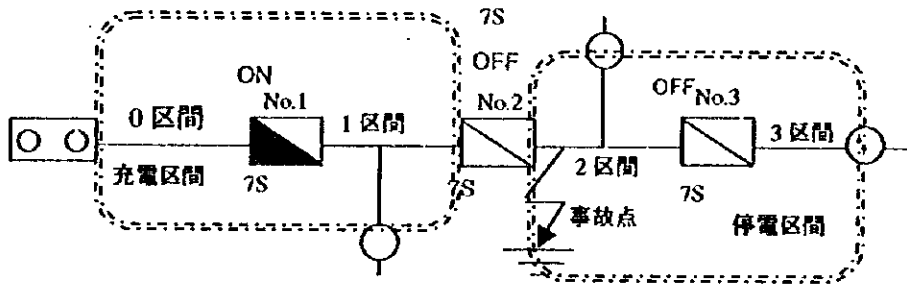 7S
ON
OFF
No.1
No.2
OFF
No.3
0 区間
1 区間
2 区間
3 区間
充電区間
7S
7S
7S
事故点
停電区間